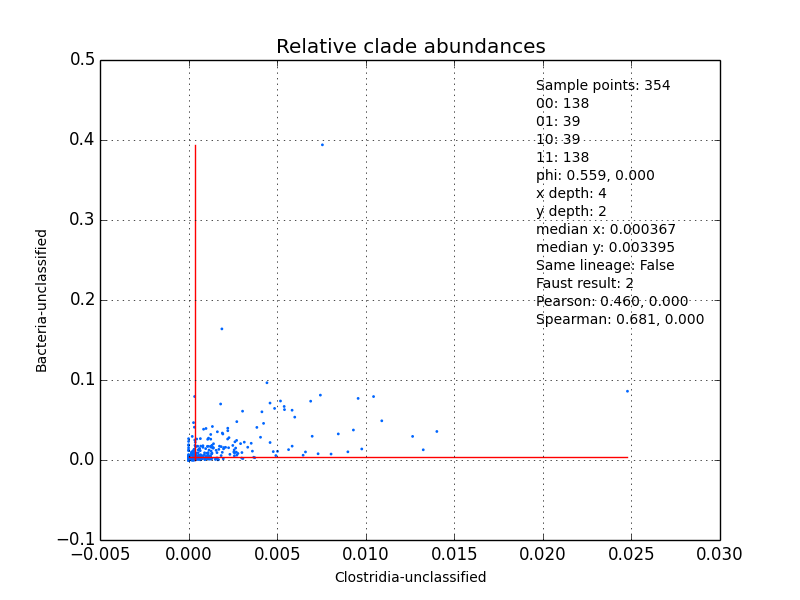 Relative clade abundances
0.5
0.4
0.3
0.2
0.1
0.0
−0.1
Bacteria-unclassified
Sample points: 354
00: 138
01: 39
10: 39
11: 138
phi: 0.559, 0.000
x depth: 4
y depth: 2
median x: 0.000367
median y: 0.003395
Same lineage: False
Faust result: 2
Pearson: 0.460, 0.000
Spearman: 0.681, 0.000
−0.005 0.000 0.005 0.010 0.015 0.020 0.025 0.030
Clostridia-unclassified